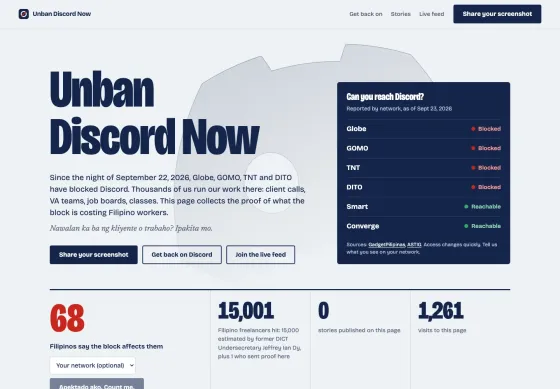 Unban Discord Now
Get back on
Stories
Live feed
Share your screenshot
Unban
Discord Now
Since the night of September 22, 2026, Globe, GOMO, TNT and DITO
have blocked Discord. Thousands of us run our work there: client calls,
VA teams, job boards, classes. This page collects the proof of what the
block is costing Filipino workers.
Nawalan ka ba ng kliyente o trabaho? Ipakita mo.
Share your screenshot
Get back on Discord
Join the live feed
Can you reach Discord?
Reported by network, as of Sept 23, 2026
Globe Blocked
GOMO Blocked
TNT Blocked
DITO Blocked
Smart Reachable
Converge Reachable
Sources: GadgetPilipinas, ASTIG. Access changes quickly. Tell us
what you see on your network.
68
Filipinos say the block affects them
Your network (optional)
Apektado ako. Count me.
15,001
Filipino freelancers hit: 15,000
estimated by former DICT
Undersecretary Jeffrey Ian Dy,
plus 1 who sent proof here
0
stories published on this page
1,261
visits to this page